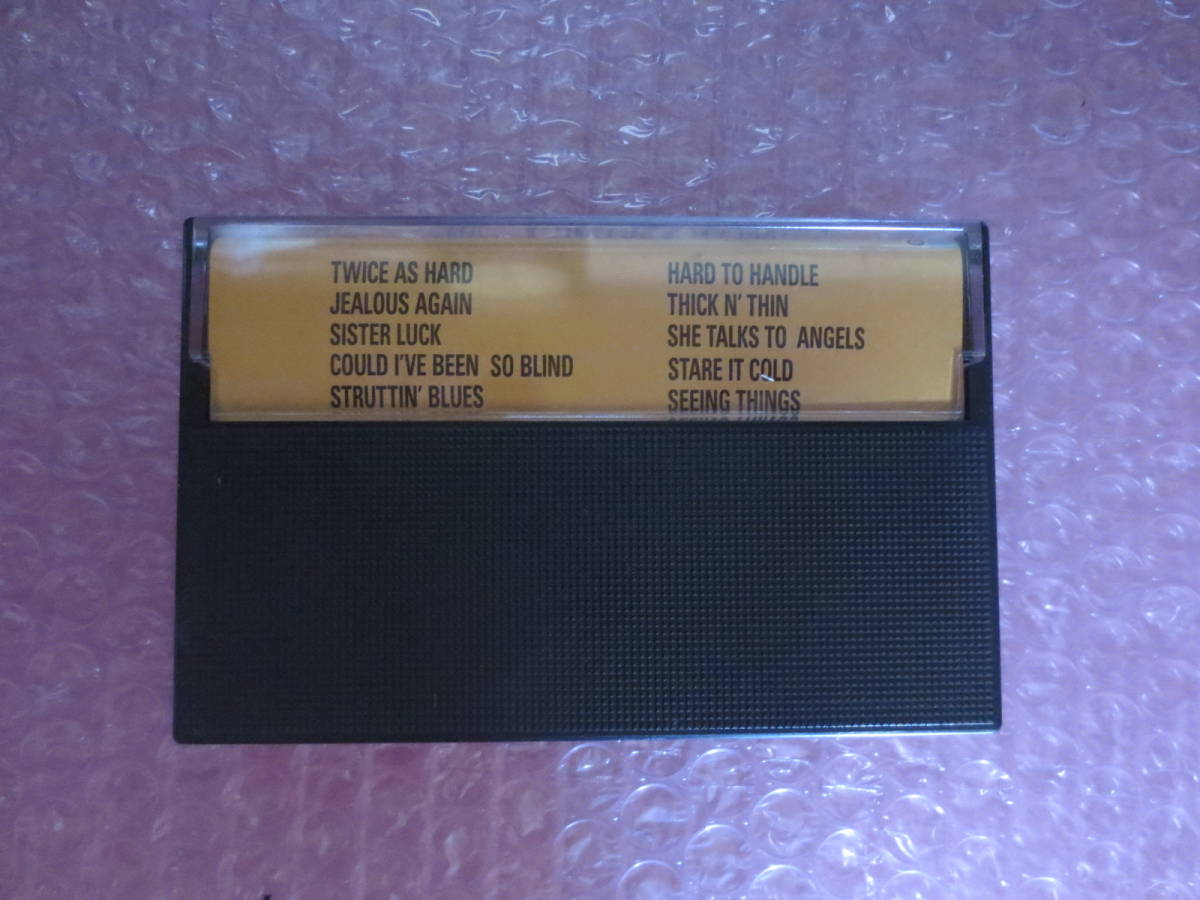 TWICE AS HARD
JEALOUS AGAIN
SISTER LUCK
COULD I'VE BEEN SO BLIND
STRUTTIN' BLUES
HARD TO HANDLE
THICK N' THIN
SHE TALKS TO ANGELS
STARE IT COLD
SEEING THINGS